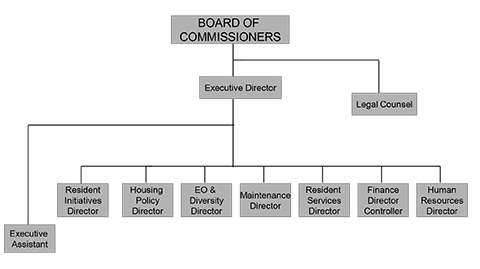 BOARD OF
COMMISSIONERS
Executive Director
Legal Counsel
Resident
Initiatives
Director
Housing
Policy
Director
EO &
Diversity
Director
Maintenance
Director
Resident
Services
Director
Finance
Director
Controller
Human
Resources
Director
Executive
Assistant